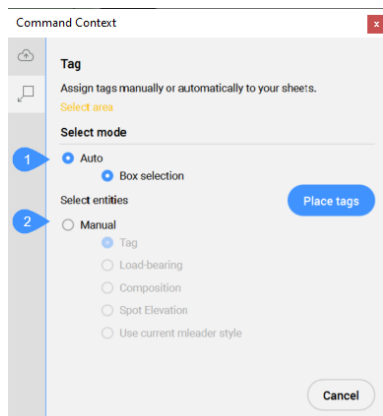 Command Context
x
Tag
Assign tags manually or automatically to your sheets.
Select area
Select mode
1
Auto
Box selection
Select entities
Place tags
2
Manual
Tag
Load-bearing
Composition
Spot Elevation
Use current mleader style
Cancel